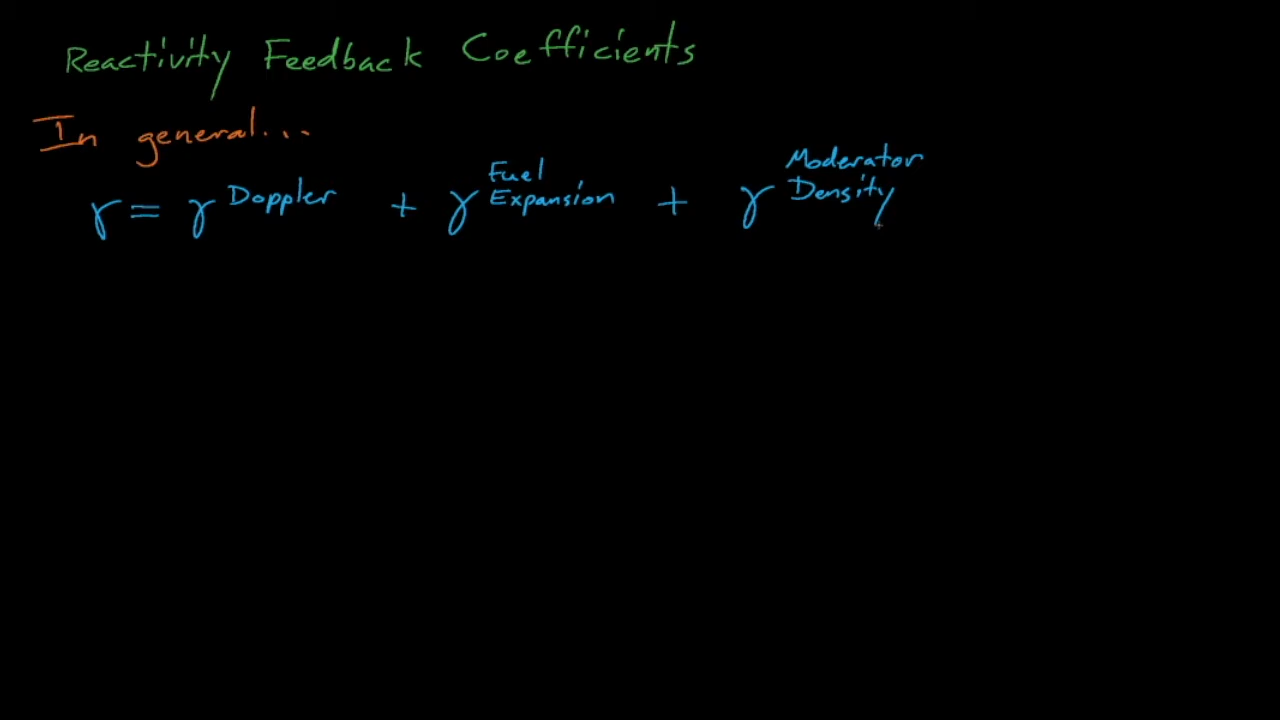 Reactivity Feedback Coefficients
In general...
γ = γ^Doppler + γ^Fuel Expansion + γ^Moderator Density